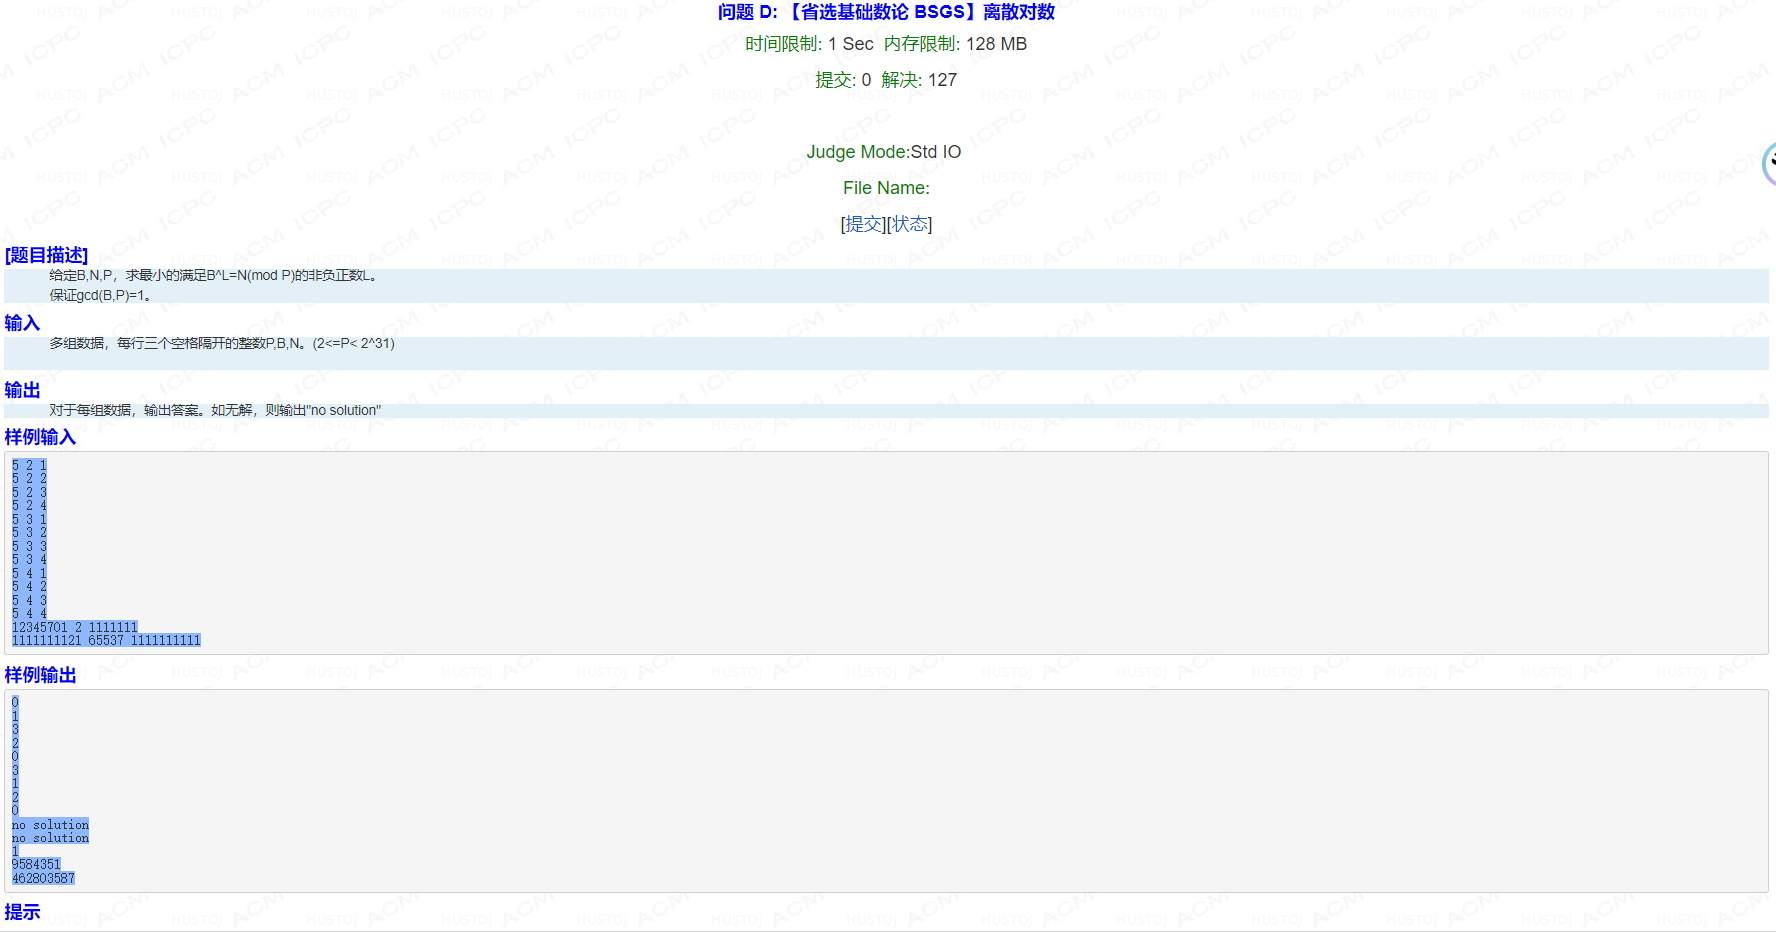 问题 D: 【省选基础数论 BSGS】离散对数
时间限制: 1 Sec 内存限制: 128 MB
提交: 0 解决: 127
Judge Mode:Std IO
File Name:
[提交][状态]
[题目描述]
给定B,N,P，求最小的满足B^L=N(mod P)的非负正数L。
保证gcd(B,P)=1。
输入
多组数据，每行三个空格隔开的整数P,B,N。(2<=P< 2^31)
输出
对于每组数据，输出答案。如无解，则输出"no solution"
样例输入
5 2 1
5 2 2
5 2 3
5 2 4
5 3 1
5 3 2
5 3 3
5 3 4
5 4 1
5 4 2
5 4 3
5 4 4
12345701 2 1111111
1111111121 65537 1111111111
样例输出
0
1
3
2
0
3
1
2
0
no solution
no solution
1
9584351
462803587
提示